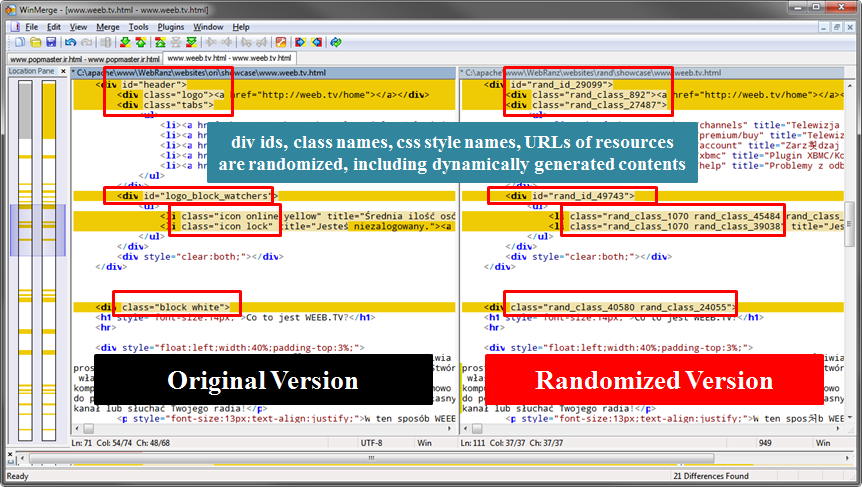 WinMerge - [www.weeb.tv.html - www.weeb.tv.html]
File Edit View Merge Tools Plugins Window Help
www.popmaster.ir.html - www.popmaster.ir.html www.weeb.tv.html - www.weeb.tv.html
Location Pane x
* C:\apache\www\WebRanz\websites\ori\showcase\www.weeb.tv.html
<div id="header">
<div class="logo"><a href="http://weeb.tv/home"></a></div>
<div class="tabs">
<ul>
<li><a hr
<li><a hr
<li><a hr
<li><a hr
<li><a hr
</ul>
</div>
</div>
<div id="logo_block_watchers">
<ul>
<li class="icon online yellow" title="Średnia ilość osó
<li class="icon lock" title="Jesteś niezalogowany."><a
</ul>
</div>
<div style="clear:both;"></div>
</div>
<div class="block white">
<h1 style="font-size:14px;">Co to jest WEEB.TV?</h1>
<hr>
<div style="float:left;width:40%;padding-top:3%;">
kanał lub słuchać Twojego radia!</p>
<p style="font-size:13px;text-align:justify;">W ten sposób WEEB
Ln: 71 Col: 54/74 Ch: 48/68 UTF-8 Win
C:\apache\www\WebRanz\websites\rand\showcase\www.weeb.tv.html
<div id="rand_id_29099">
<div class="rand_class_892"><a href="http://weeb.tv/home"></a>
<div class="rand_class_27487">
<ul>
/channels" title="Telewizja
/premium/buy" title="Telewi
/account" title="Zarz
/xbmc" title="Plugin XBMC/Ko
/help" title="Problemy z odb
</ul>
</div>
</div>
<div id="rand_id_49743">
<ul>
<li class="rand_class_1070 rand_class_45484 rand_class_
<li class="rand_class_1070 rand_class_39038" title="Jes
</ul>
</div>
<div style="clear:both;"></div>
</div>
<div class="rand_class_40580 rand_class_24055">
<h1 style="font-size:14px;">Co to jest WEEB.TV?</h1>
<hr>
<div style="float:left;width:40%;padding-top:3%;">
kanał lub słuchać Twojego radia!</p>
<p style="font-size:13px;text-align:justify;">W ten sposób
Ln: 111 Col: 37/37 Ch: 37/37 949 Win
div ids, class names, css style names, URLs of resources
are randomized, including dynamically generated contents
Original Version
Randomized Version
Ready 21 Differences Found